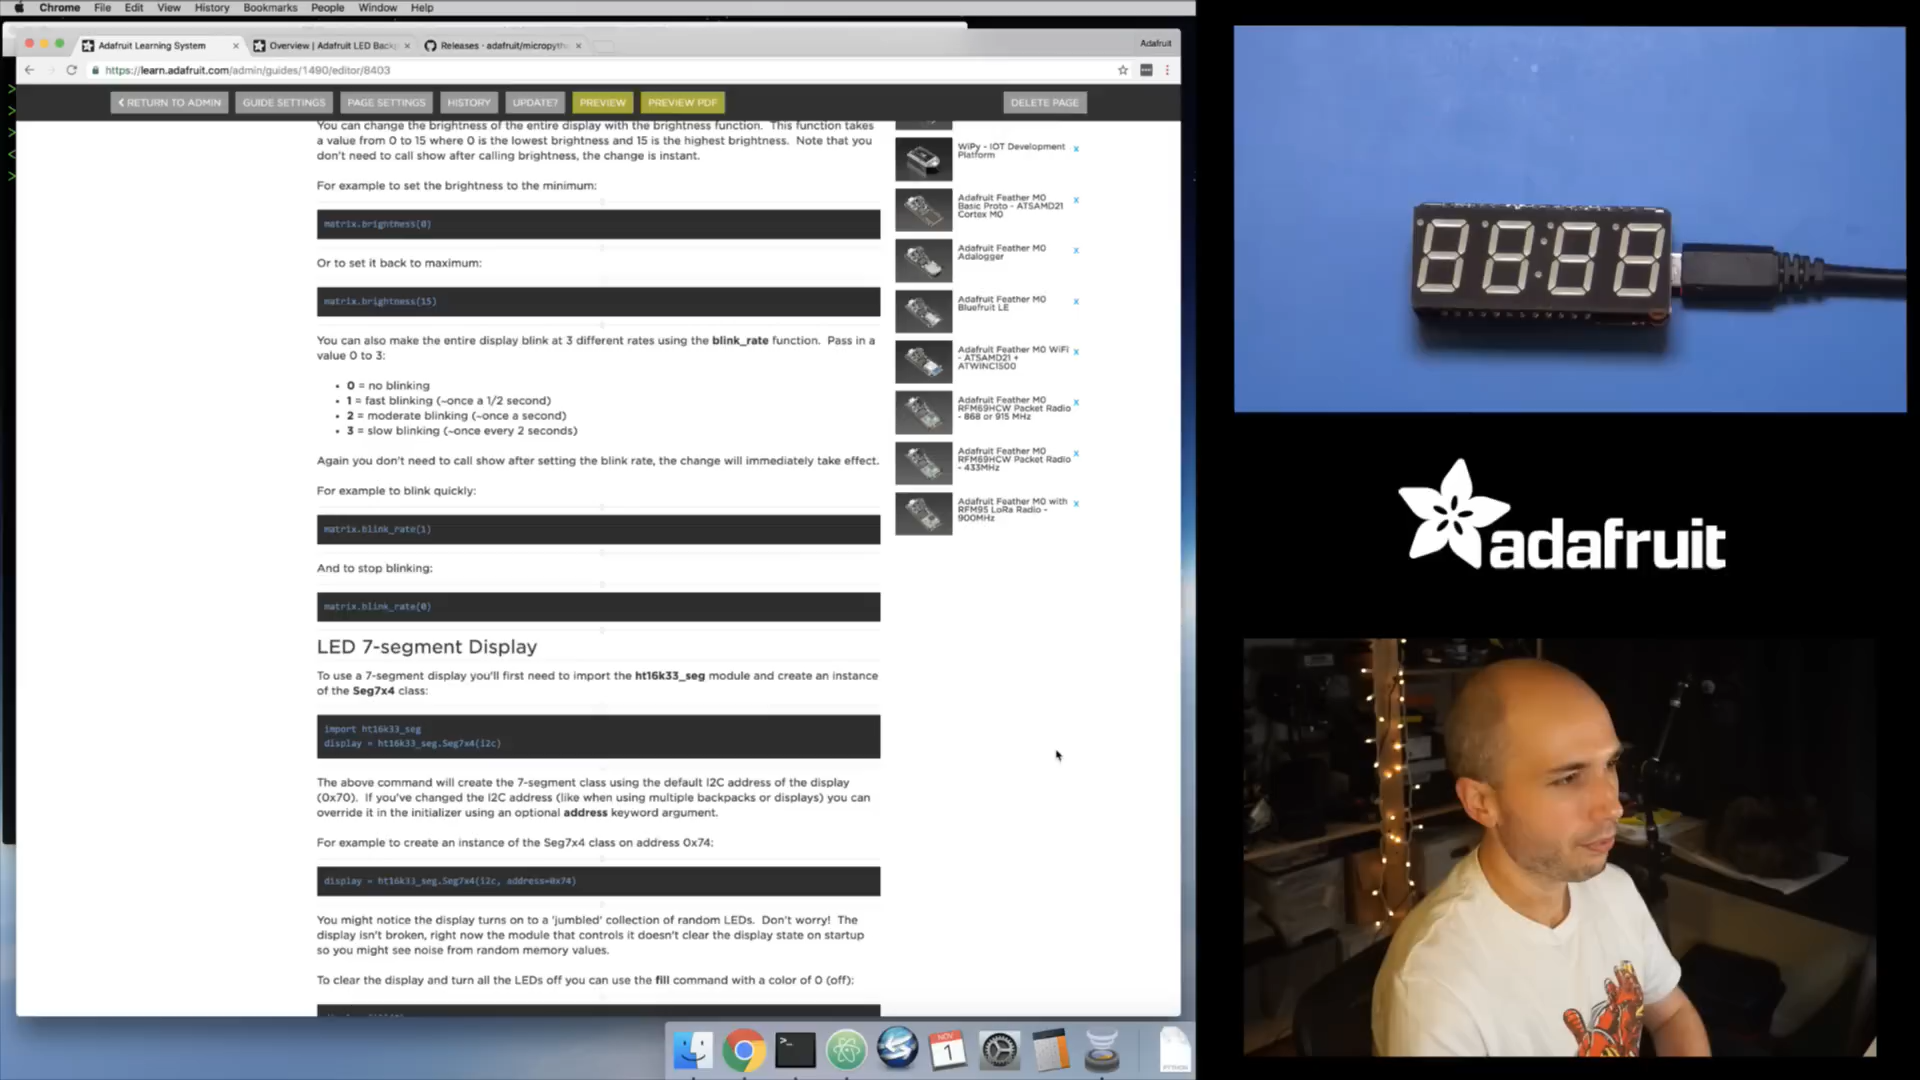 Chrome File Edit View History Bookmarks People Window Help
Adafruit Learning System × Overview | Adafruit LED Backp × Releases · adafruit/micropyth × Adafruit
https://learn.adafruit.com/admin/guides/1490/editor/8403
RETURN TO ADMIN GUIDE SETTINGS PAGE SETTINGS HISTORY UPDATE? PREVIEW PREVIEW PDF DELETE PAGE
You can change the brightness of the entire display with the brightness function. This function takes
a value from 0 to 15 where 0 is the lowest brightness and 15 is the highest brightness. Note that you
don't need to call show after calling brightness, the change is instant.
For example to set the brightness to the minimum:
matrix.brightness(0)
Or to set it back to maximum:
matrix.brightness(15)
You can also make the entire display blink at 3 different rates using the blink_rate function. Pass in a
value 0 to 3:
• 0 = no blinking
• 1 = fast blinking (~once a 1/2 second)
• 2 = moderate blinking (~once a second)
• 3 = slow blinking (~once every 2 seconds)
Again you don't need to call show after setting the blink rate, the change will immediately take effect.
For example to blink quickly:
matrix.blink_rate(1)
And to stop blinking:
matrix.blink_rate(0)
LED 7-segment Display
To use a 7-segment display you'll first need to import the ht16k33_seg module and create an instance
of the Seg7x4 class:
import ht16k33_seg
display = ht16k33_seg.Seg7x4(i2c)
The above command will create the 7-segment class using the default I2C address of the display
(0x70). If you've changed the I2C address (like when using multiple backpacks or displays) you can
override it in the initializer using an optional address keyword argument.
For example to create an instance of the Seg7x4 class on address 0x74:
display = ht16k33_seg.Seg7x4(i2c, address=0x74)
You might notice the display turns on to a 'jumbled' collection of random LEDs. Don't worry! The
display isn't broken, right now the module that controls it doesn't clear the display state on startup
so you might see noise from random memory values.
To clear the display and turn all the LEDs off you can use the fill command with a color of 0 (off):
WiPy - IOT Development
Platform
x
Adafruit Feather M0
Basic Proto - ATSAMD21
Cortex M0
x
Adafruit Feather M0
Adalogger
x
Adafruit Feather M0
Bluefruit LE
x
Adafruit Feather M0 WiFi
- ATSAMD21 +
ATWINC1500
x
Adafruit Feather M0
RFM69HCW Packet Radio
- 868 or 915 MHz
x
Adafruit Feather M0
RFM69HCW Packet Radio
- 433MHz
x
Adafruit Feather M0 with
RFM95 LoRa Radio -
900MHz
x
NOV
1
PYTHON
adafruit